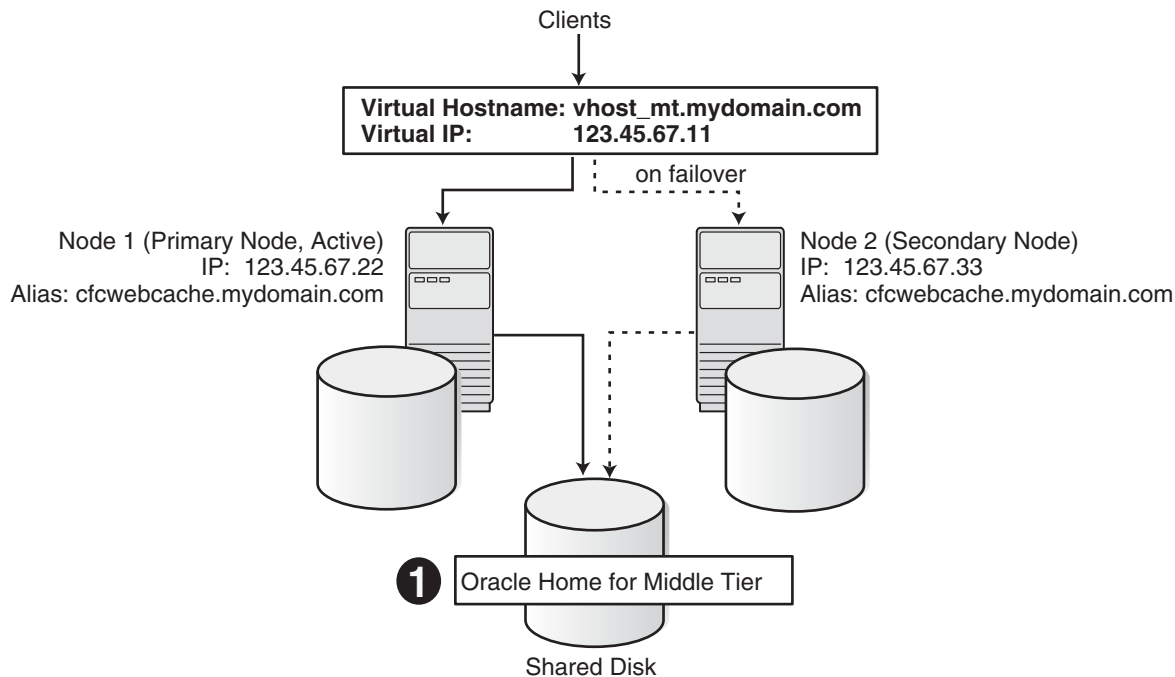 Clients
Virtual Hostname: vhost_mt.mydomain.com
Virtual IP: 123.45.67.11
on failover
Node 1 (Primary Node, Active)
IP: 123.45.67.22
Alias: cfcwebcache.mydomain.com
Node 2 (Secondary Node)
IP: 123.45.67.33
Alias: cfcwebcache.mydomain.com
1 Oracle Home for Middle Tier
Shared Disk